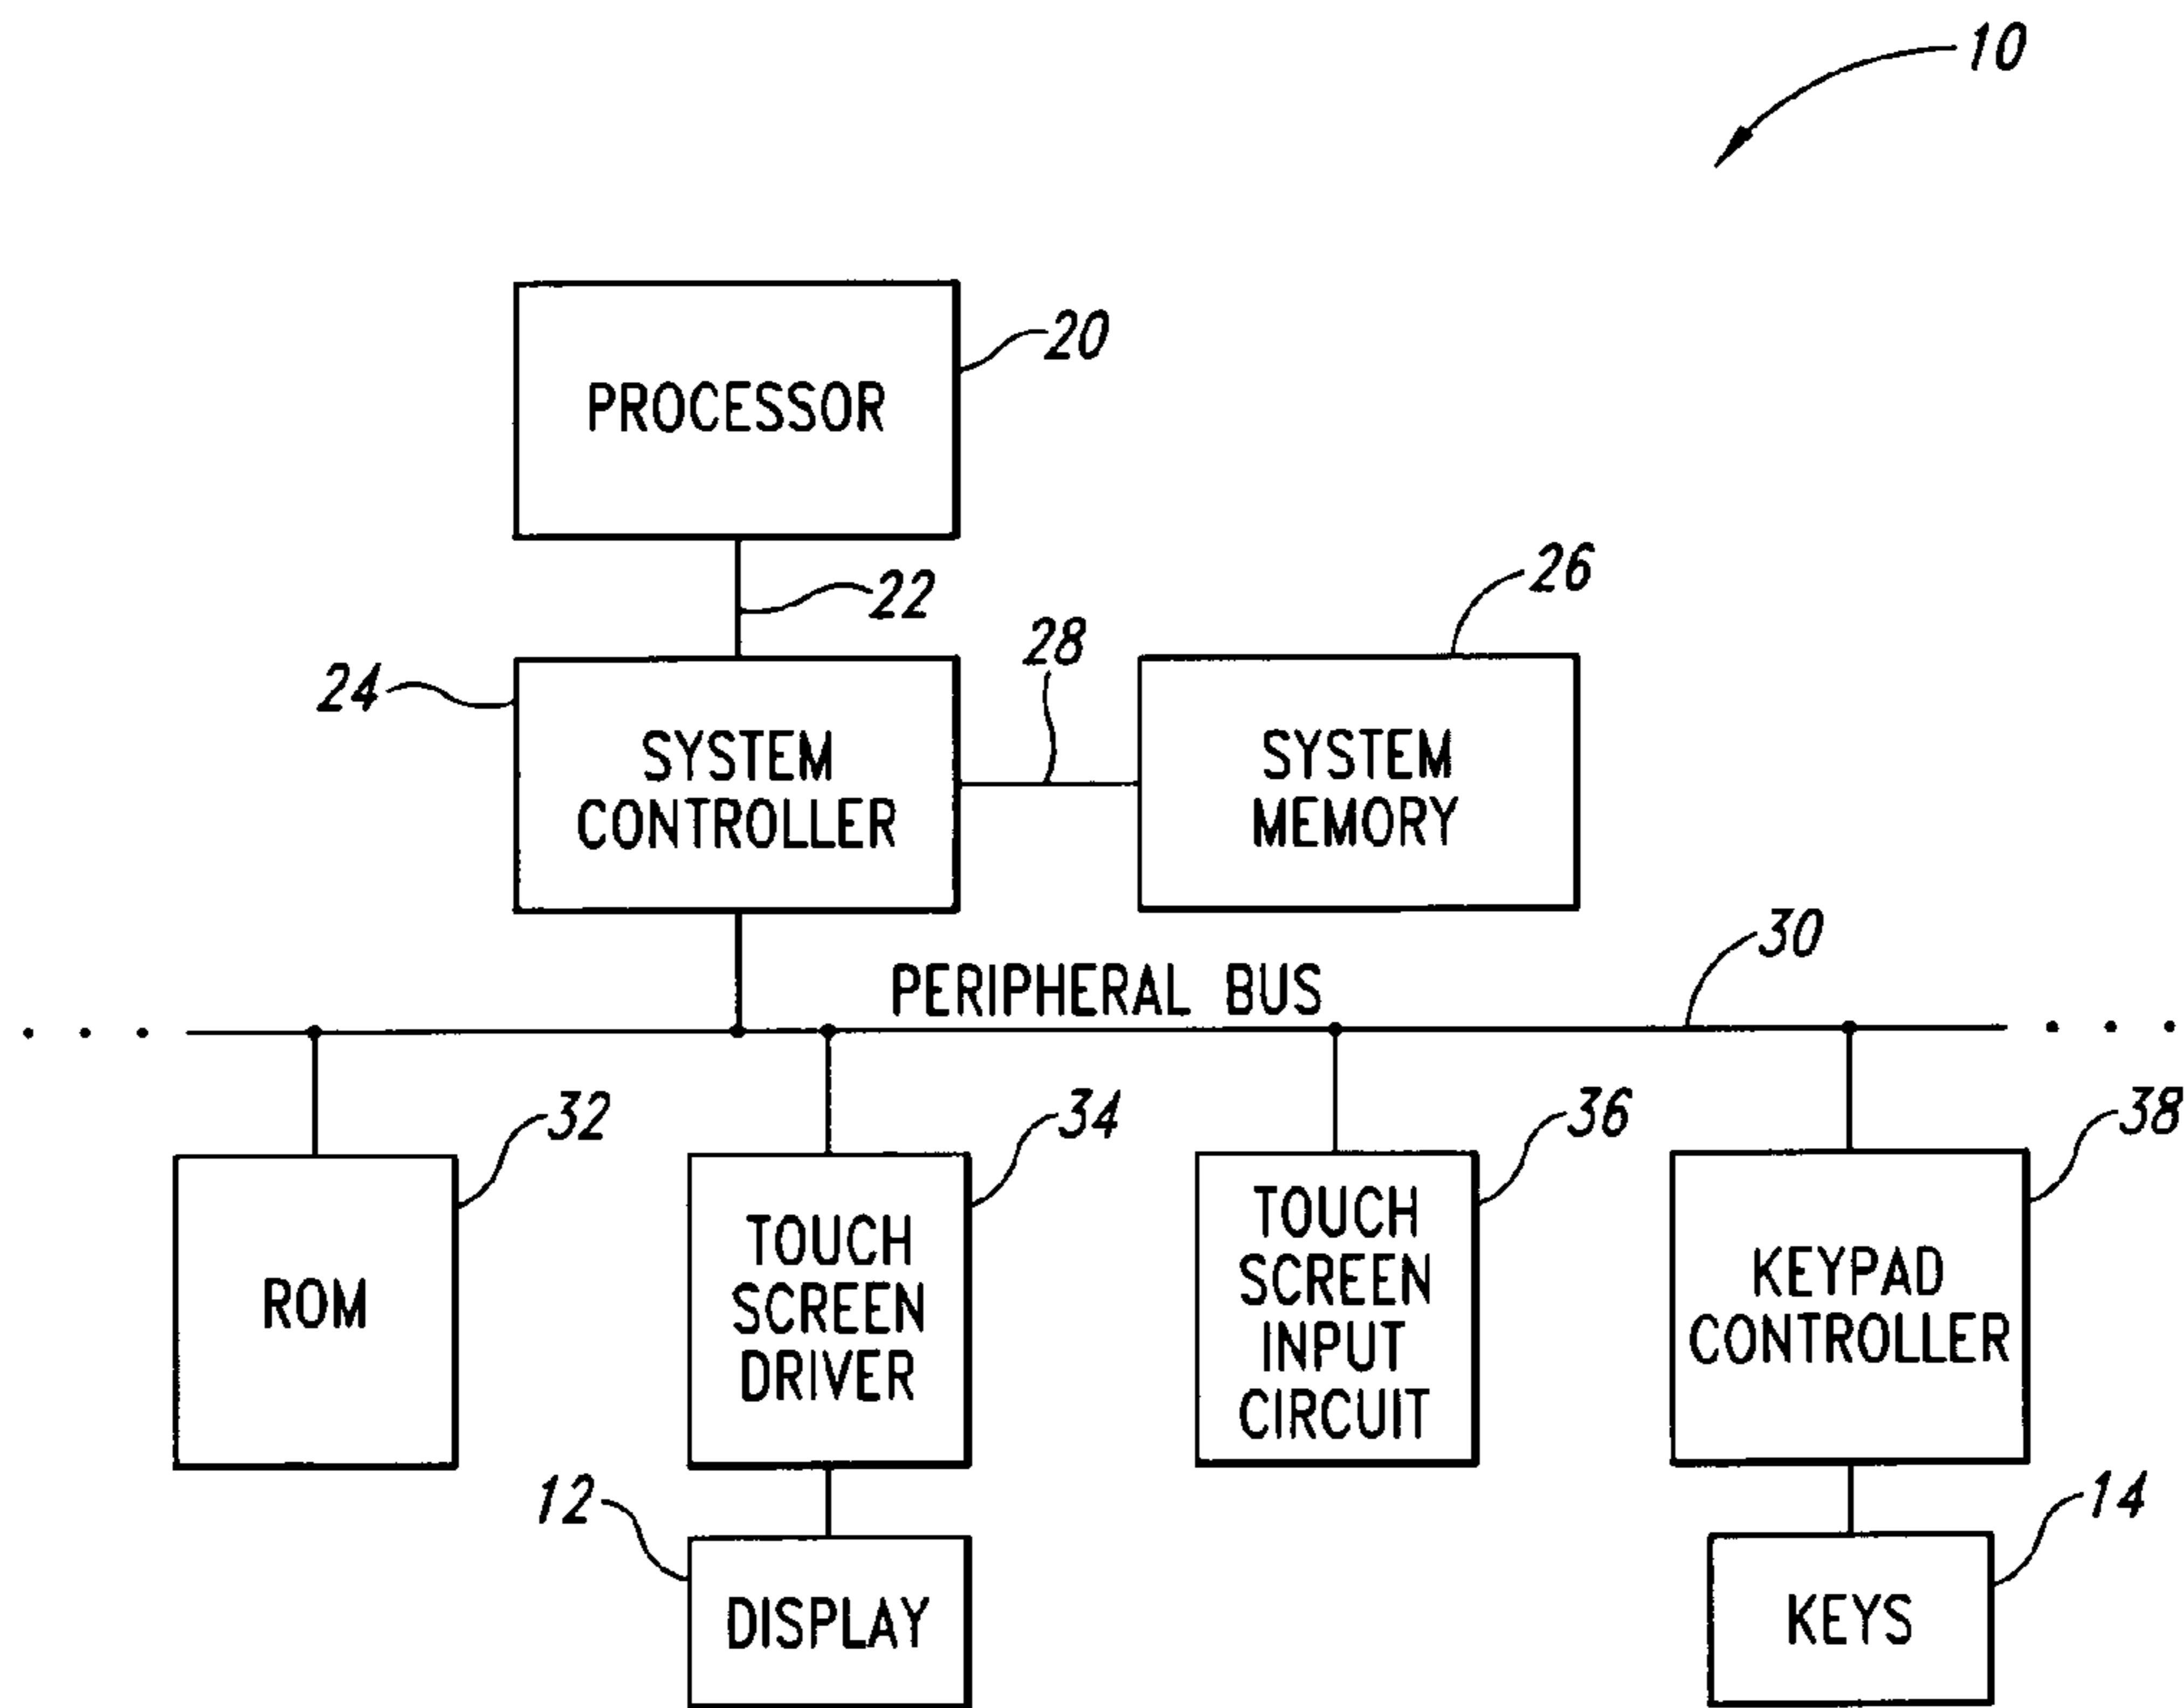 10
PROCESSOR
20
22
24
SYSTEM
CONTROLLER
28
SYSTEM
MEMORY
26
PERIPHERAL BUS
30
ROM
32
TOUCH
SCREEN
DRIVER
34
TOUCH
SCREEN
INPUT
CIRCUIT
36
KEYPAD
CONTROLLER
38
12
DISPLAY
KEYS
14